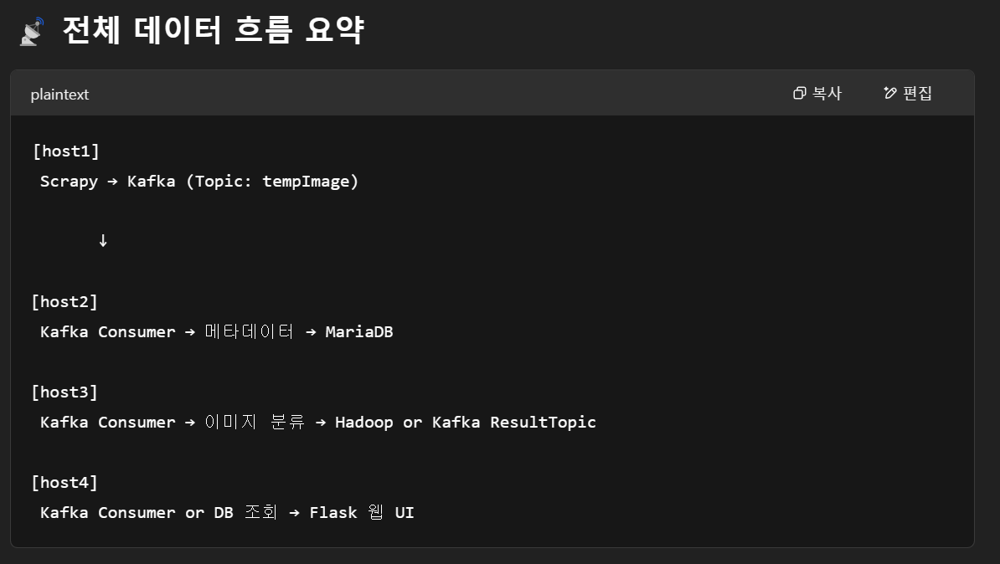 전체 데이터 흐름 요약
plaintext
복사
편집
[host1]
Scrapy → Kafka (Topic: tempImage)
↓
[host2]
Kafka Consumer → 메타데이터 → MariaDB
[host3]
Kafka Consumer → 이미지 분류 → Hadoop or Kafka ResultTopic
[host4]
Kafka Consumer or DB 조회 → Flask 웹 UI